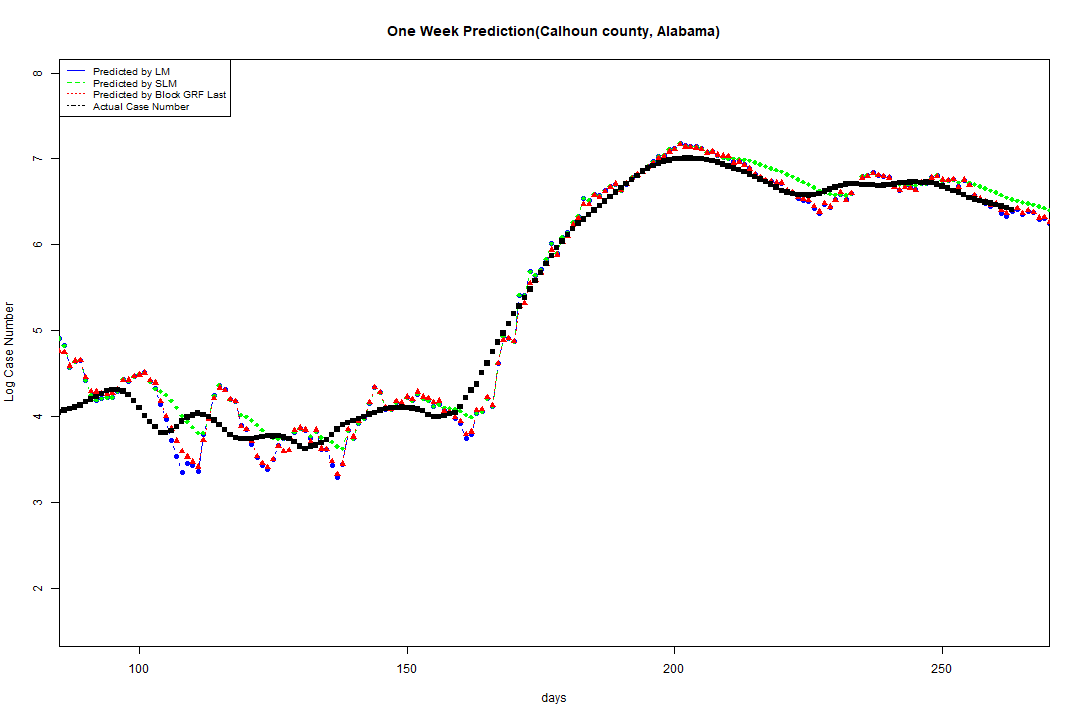 One Week Prediction(Calhoun county, Alabama)
Predicted by LM
Predicted by SLM
Predicted by Block GRF Last
Actual Case Number
8
7
6
5
4
3
2
Log Case Number
100 150 200 250
days